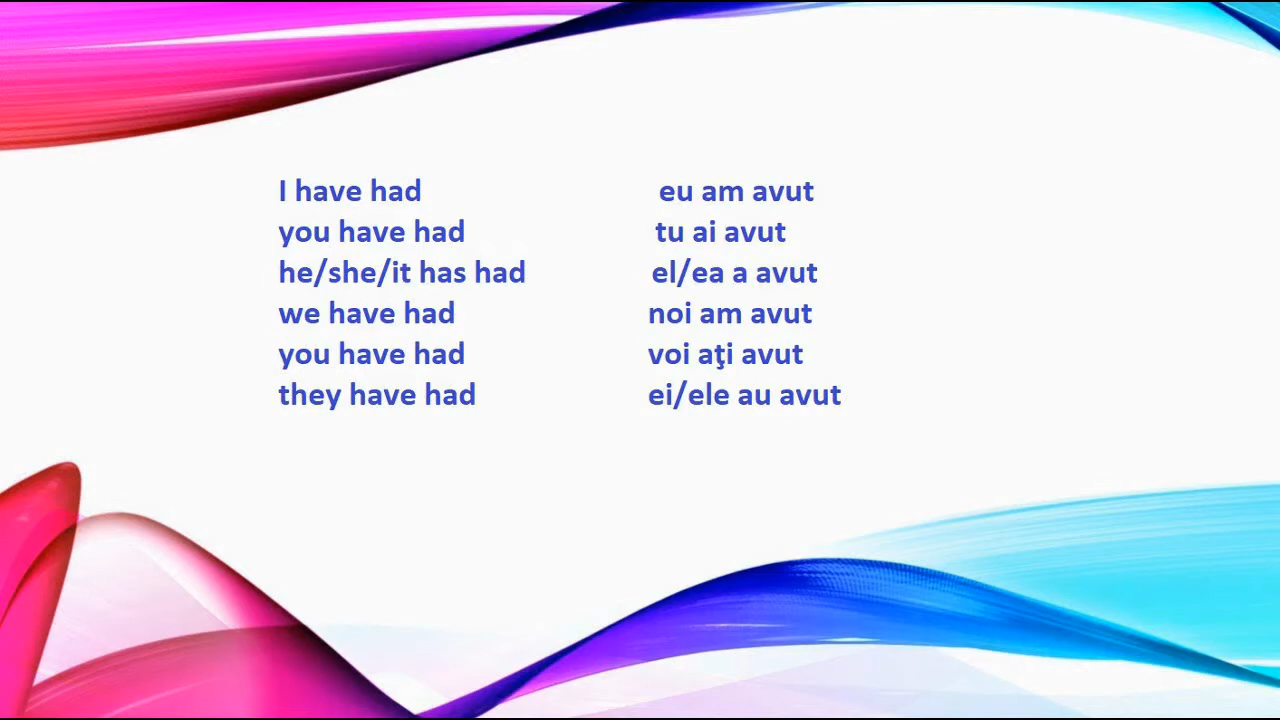 I have had eu am avut
you have had tu ai avut
he/she/it has had el/ea a avut
we have had noi am avut
you have had voi aţi avut
they have had ei/ele au avut